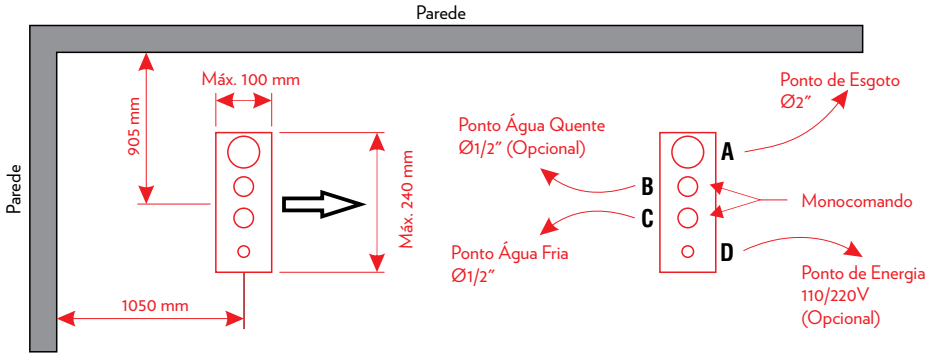 Parede
Parede
905 mm
Máx. 100 mm
Máx. 240 mm
1050 mm
Ponto de Esgoto
Ø2″
Ponto Água Quente
Ø1/2″ (Opcional)
A
B
C
D
Monocomando
Ponto Água Fria
Ø1/2″
Ponto de Energia
110/220V
(Opcional)